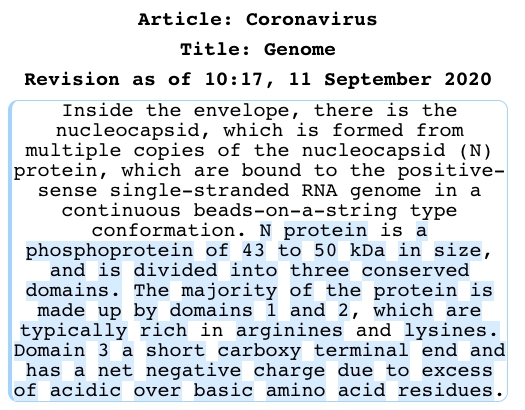 Article: Coronavirus
Title: Genome
Revision as of 10:17, 11 September 2020
Inside the envelope, there is the
nucleocapsid, which is formed from
multiple copies of the nucleocapsid (N)
protein, which are bound to the positive-
sense single-stranded RNA genome in a
continuous beads-on-a-string type
conformation. N protein is a
phosphoprotein of 43 to 50 kDa in size,
and is divided into three conserved
domains. The majority of the protein is
made up by domains 1 and 2, which are
typically rich in arginines and lysines.
Domain 3 a short carboxy terminal end and
has a net negative charge due to excess
of acidic over basic amino acid residues.